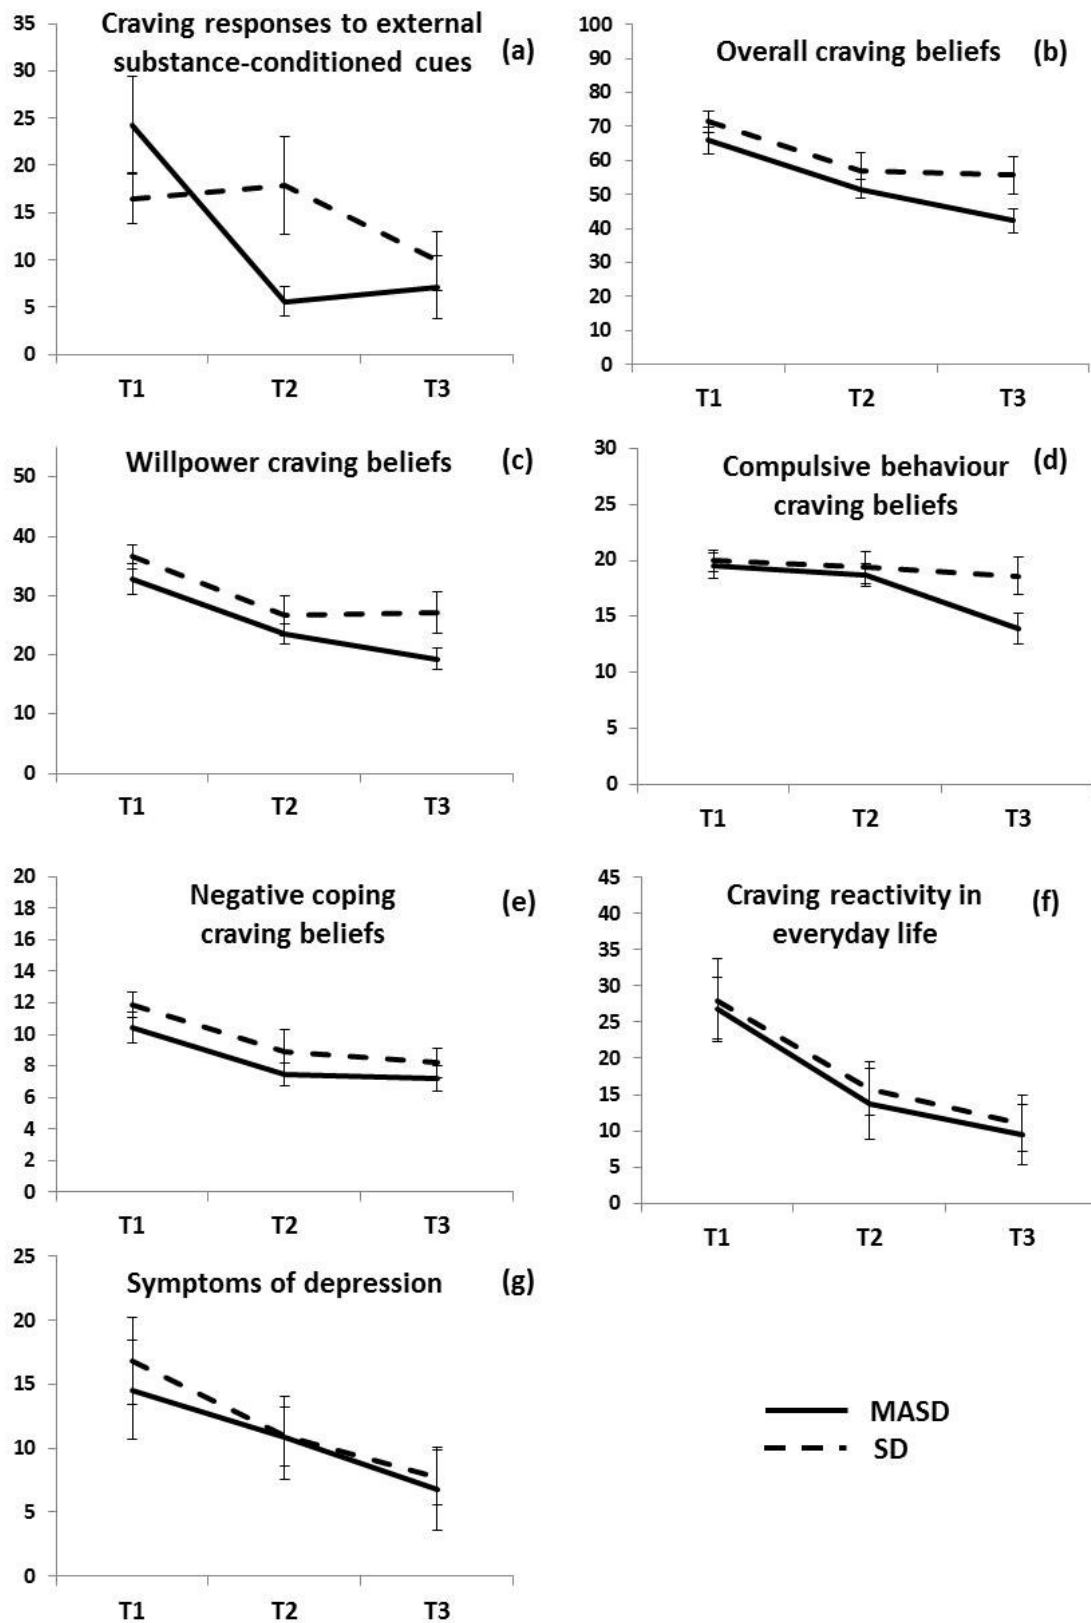 Craving responses to external
substance-conditioned cues
(a)
35
30
25
20
15
10
5
0
T1 T2 T3
Overall craving beliefs (b)
100
90
80
70
60
50
40
30
20
10
0
T1 T2 T3
Willpower craving beliefs (c)
50
40
30
20
10
0
T1 T2 T3
Compulsive behaviour
craving beliefs
(d)
30
25
20
15
10
5
0
T1 T2 T3
Negative coping
craving beliefs
(e)
20
18
16
14
12
10
8
6
4
2
0
T1 T2 T3
Craving reactivity in
everyday life
(f)
45
40
35
30
25
20
15
10
5
0
T1 T2 T3
Symptoms of depression (g)
25
20
15
10
5
0
T1 T2 T3
MASD
SD